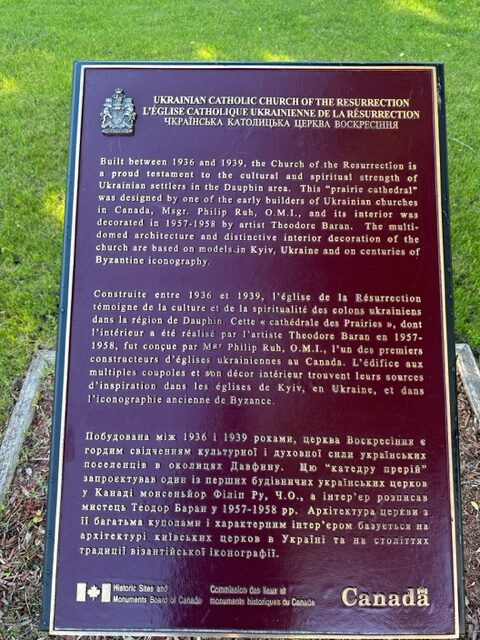 UKRAINIAN CATHOLIC CHURCH OF THE RESURRECTION
L'ÉGLISE CATHOLIQUE UKRAINIENNE DE LA RÉSURRECTION
УКРАЇНСЬКА КАТОЛИЦЬКА ЦЕРКВА ВОСКРЕСІННЯ
Built between 1936 and 1939, the Church of the Resurrection is
a proud testament to the cultural and spiritual strength of
Ukrainian settlers in the Dauphin area. This "prairie cathedral"
was designed by one of the early builders of Ukrainian churches
in Canada, Msgr. Philip Ruh, O.M.I., and its interior was
decorated in 1957-1958 by artist Theodore Baran. The multi-
domed architecture and distinctive interior decoration of the
church are based on models in Kyiv, Ukraine and on centuries of
Byzantine iconography.
Construite entre 1936 et 1939, l'église de la Résurrection
témoigne de la culture et de la spiritualité des colons ukrainiens
dans la région de Dauphin. Cette « cathédrale des Prairies », dont
l'intérieur a été réalisé par l'artiste Theodore Baran en 1957-
1958, fut conçue par Mgr Philip Ruh, O.M.I., l'un des premiers
constructeurs d'églises ukrainiennes au Canada. L'édifice aux
multiples coupoles et son décor intérieur trouvent leurs sources
d'inspiration dans les églises de Kyiv, en Ukraine, et dans
l'iconographie ancienne de Byzance.
Побудована між 1936 і 1939 роками, церква Воскресіння є
гордим свідченням культурної і духовної сили українських
поселенців в околицях Давфину. Цю "катедру прерій"
запроектував один із перших будівничих українських церков
у Канаді монсеньйор Філіп Ру, Ч.О., а інтер'єр розписав
мистець Теодор Баран у 1957-1958 рр. Архітектура церкви з
її багатьма куполами і характерним інтер'єром базується на
архітектурі київських церков в Україні та на століттях
традиції візантійської іконографії.
Historic Sites and Commission des lieux et
Monuments Board of Canada monuments historiques du Canada
Canada